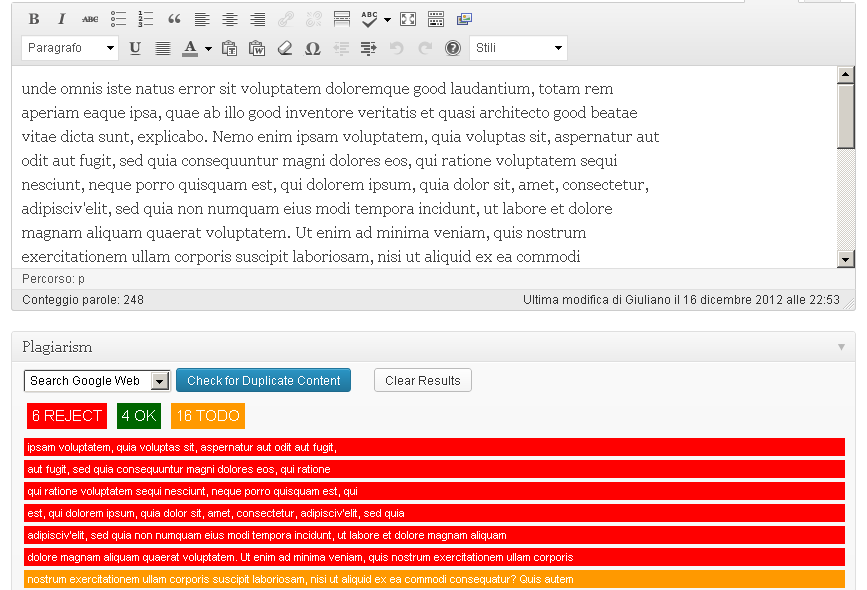 B I ABC ABC
Paragrafo U A Ω Stili
unde omnis iste natus error sit voluptatem doloremque good laudantium, totam rem
aperiam eaque ipsa, quae ab illo good inventore veritatis et quasi architecto good beatae
vitae dicta sunt, explicabo. Nemo enim ipsam voluptatem, quia voluptas sit, aspernatur aut
odit aut fugit, sed quia consequuntur magni dolores eos, qui ratione voluptatem sequi
nesciunt, neque porro quisquam est, qui dolorem ipsum, quia dolor sit, amet, consectetur,
adipisciv'elit, sed quia non numquam eius modi tempora incidunt, ut labore et dolore
magnam aliquam quaerat voluptatem. Ut enim ad minima veniam, quis nostrum
exercitationem ullam corporis suscipit laboriosam, nisi ut aliquid ex ea commodi
Percorso: p
Conteggio parole: 248 Ultima modifica di Giuliano il 16 dicembre 2012 alle 22:53
Plagiarism
Search Google Web Check for Duplicate Content Clear Results
6 REJECT 4 OK 16 TODO
ipsam voluptatem, quia voluptas sit, aspernatur aut odit aut fugit,
aut fugit, sed quia consequuntur magni dolores eos, qui ratione
qui ratione voluptatem sequi nesciunt, neque porro quisquam est, qui
est, qui dolorem ipsum, quia dolor sit, amet, consectetur, adipisciv'elit, sed quia
adipisciv'elit, sed quia non numquam eius modi tempora incidunt, ut labore et dolore magnam aliquam
dolore magnam aliquam quaerat voluptatem. Ut enim ad minima veniam, quis nostrum exercitationem ullam corporis
nostrum exercitationem ullam corporis suscipit laboriosam, nisi ut aliquid ex ea commodi consequatur? Quis autem